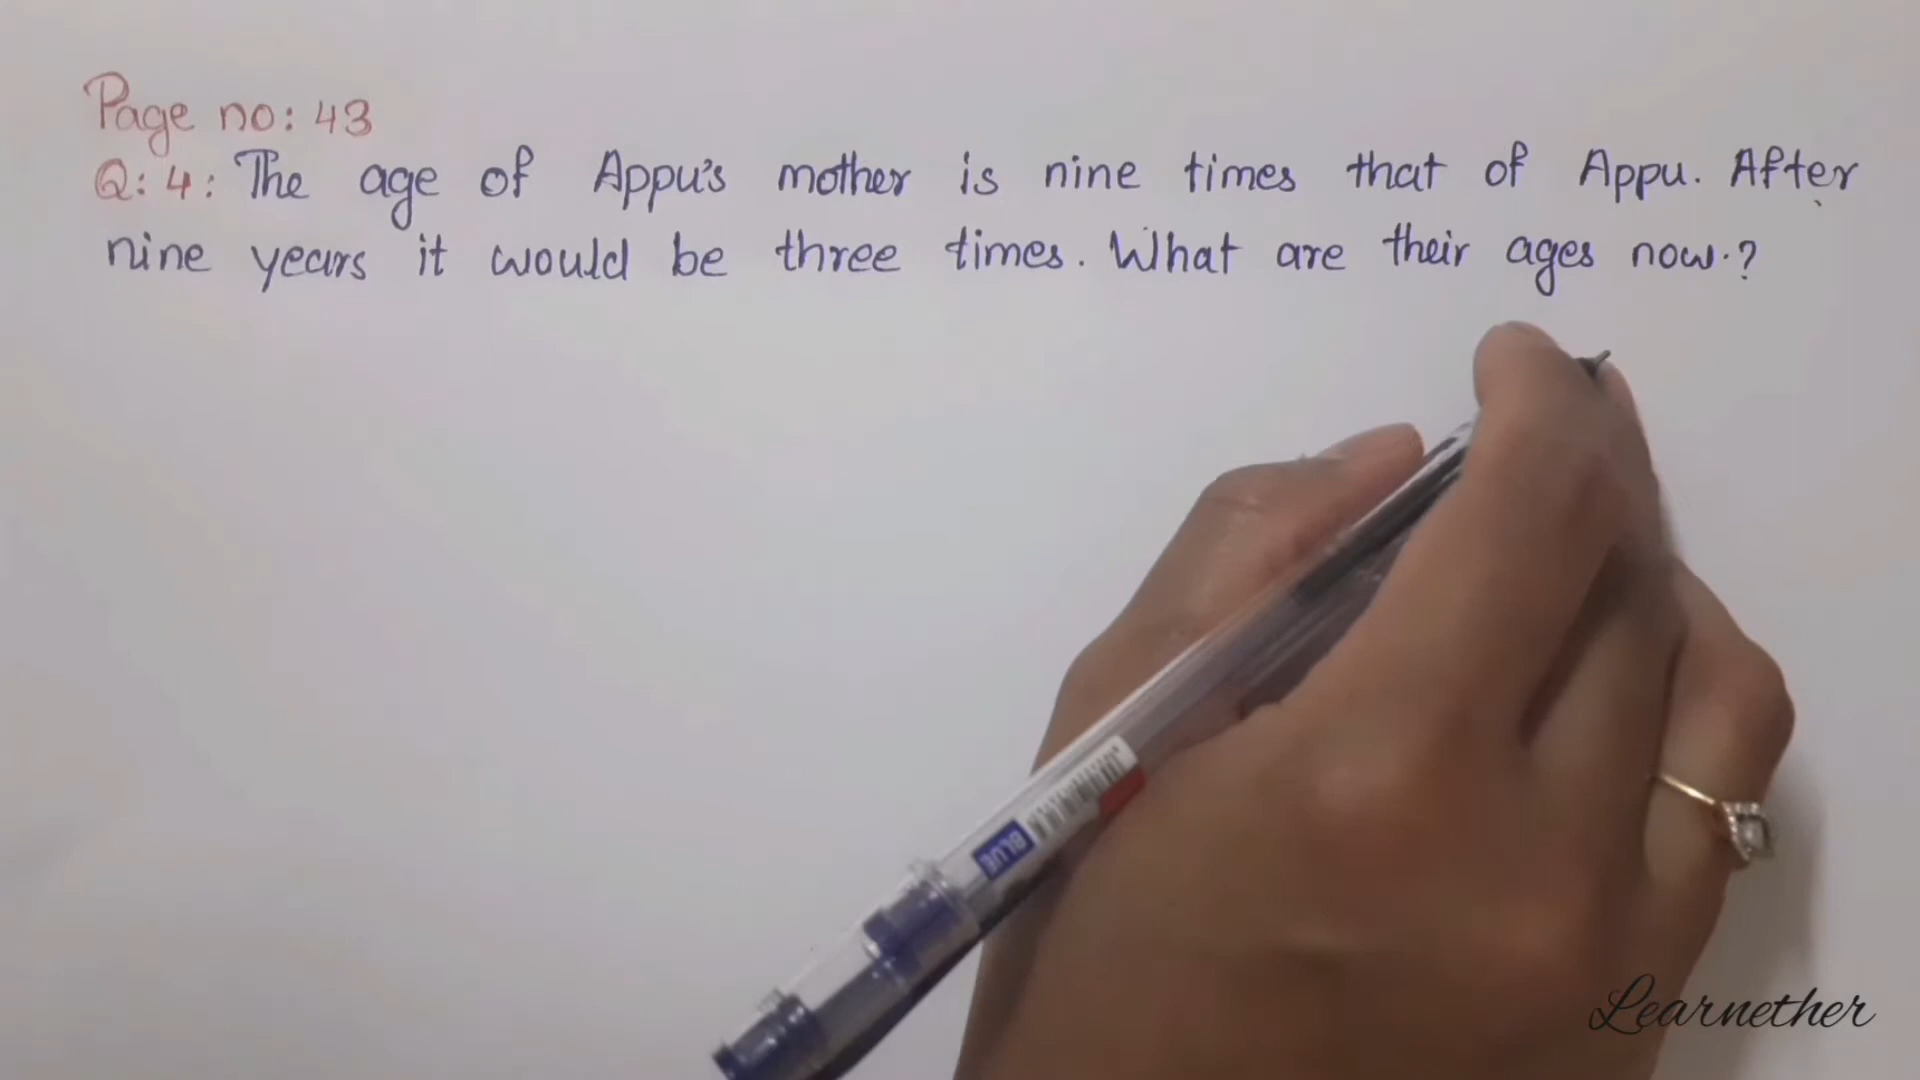 Page no: 43
Q: 4: The age of Appu's mother is nine times that of Appu. After
nine years it would be three times. What are their ages now.?
BLUE
Learnether